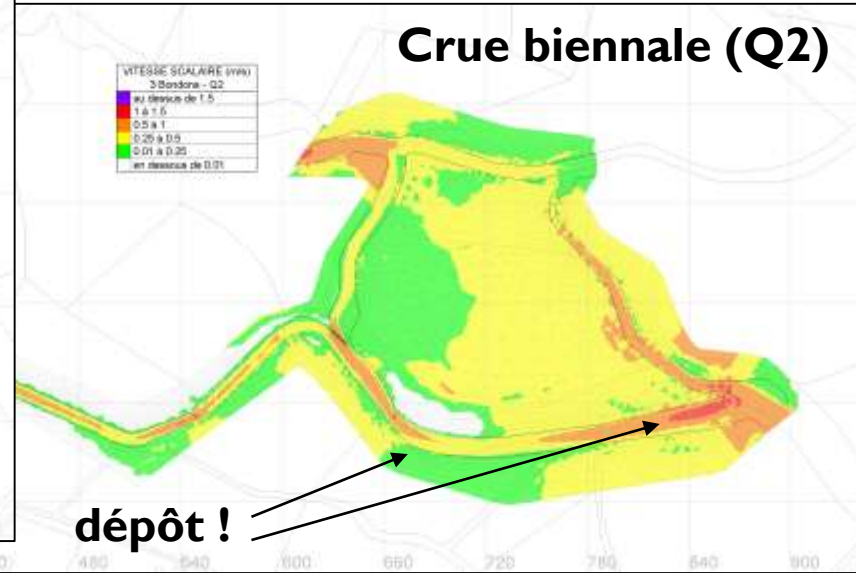 Crue biennale (Q2)
VITESSE SCALAIRE (m/s)
3 Bondons - Q2
au dessus de 1.5
1 à 1.5
0.5 à 1
0.25 à 0.5
0.01 à 0.25
en dessous de 0.01
dépôt !
480
540
600
660
720
780
840
900